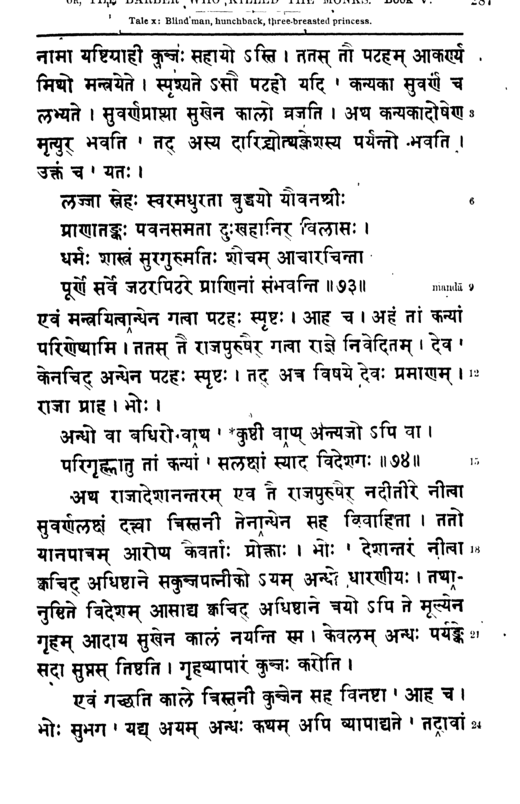 OR, THE BARBER WHO KILLED THE MONKS. Book V. 287
Tale x: Blind man, hunchback, three-breasted princess.
नामा यष्टिग्राही कुब्जः सहायो ऽस्ति । ततस् तौ पटहम् आकर्ण्य
मिथो मन्त्रयेते । स्पृश्यते ऽसौ पटहो यदि ' कन्यका सुवर्णं च
लभ्यते । सुवर्णप्राप्त्या सुखेन कालो व्रजति । अथ कन्यकादोषेण 3
मृत्युर् भवति ' तद् अस्य दारिद्र्योत्थक्लेशस्य पर्यन्तो भवति ।
उक्तं च ' यतः ।
लज्जा स्नेहः स्वरमधुरता बुद्धयो यौवनश्रीः 6
प्राणातङ्कः पवनसमता दुःखहानिर् विलासः ।
धर्मः शास्त्रं सुरगुरुमतिः शौचम् आचारचिन्ता
पूर्णे सर्वे जठरपिठरे प्राणिनां संभवन्ति ॥७३॥ mandā 9
एवं मन्त्रयित्वान्धेन गत्वा पटहः स्पृष्टः । आह च । अहं तां कन्यां
परिणेष्यामि । ततस् तै राजपुरुषैर् गत्वा राज्ञे निवेदितम् । देव '
केनचिद् अन्धेन पटहः स्पृष्टः । तद् अत्र विषये देवः प्रमाणम् । 12
राजा प्राह । भोः ।
अन्धो वा बधिरो वाथ ' *कुष्ठी वाप्य् अन्त्यजो ऽपि वा ।
परिगृह्णातु तां कन्यां ' सलक्षां स्याद् विदेशगः ॥७४॥ 15
अथ राजादेशानन्तरम् एव तै राजपुरुषैर् नदीतीरे नीत्वा
सुवर्णलक्षं दत्त्वा त्रिस्तनी तेनान्धेन सह विवाहिता । ततो
यानपात्रम् आरोप्य कैवर्ताः प्रोक्ताः । भोः ' देशान्तरं नीत्वा 18
क्वचिद् अधिष्ठाने सकुब्जपत्नीको ऽयम् अन्धो धारणीयः । तथा-
नुष्ठिते विदेशम् आसाद्य क्वचिद् अधिष्ठाने त्रयो ऽपि ते मूल्येन
गृहम् आदाय सुखेन कालं नयन्ति स्म । केवलम् अन्धः पर्यङ्के 21
सदा सुप्तस् तिष्ठति । गृहव्यापारं कुब्जः करोति ।
एवं गच्छति काले त्रिस्तनी कुब्जेन सह विनष्टा ' आह च ।
भोः सुभग ' यद्य् अयम् अन्धः कथम् अपि व्यापाद्यते ' तदावां 24